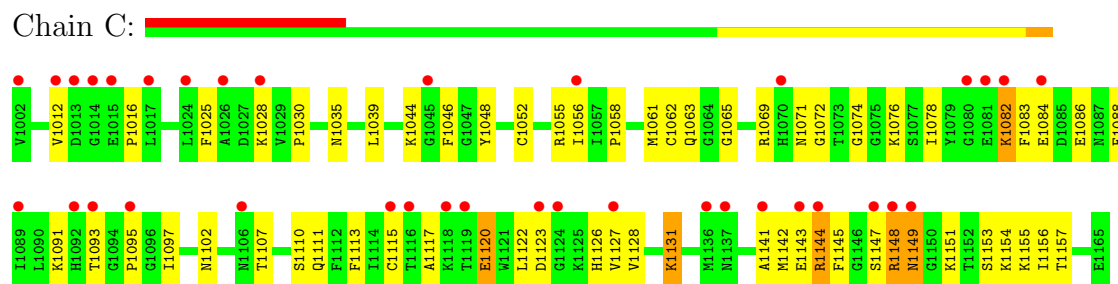 Chain C:
V1002 V1012 D1013 G1014 E1015 P1016 L1017 L1024 F1025 A1026 D1027 K1028 V1029 P1030 N1035 L1039 K1044 G1045 F1046 G1047 Y1048 C1052 R1055 I1056 I1057 P1058 M1061 C1062 Q1063 G1064 G1065 R1069 H1070 N1071 G1072 T1073 G1074 G1075 K1076 S1077 I1078 Y1079 G1080 E1081 K1082 F1083 E1084 D1085 E1086 N1087
I1089 L1090 K1091 H1092 T1093 G1094 P1095 G1096 I1097 N1102 N1106 T1107 S1110 Q1111 F1112 F1113 I1114 C1115 T1116 A1117 K1118 T1119 E1120 W1121 L1122 D1123 G1124 K1125 H1126 V1127 V1128 K1131 M1136 N1137 A1141 M1142 E1143 R1144 F1145 G1146 S1147 R1148 N1149 G1150 K1151 T1152 S1153 K1154 K1155 I1156 T1157 E1165